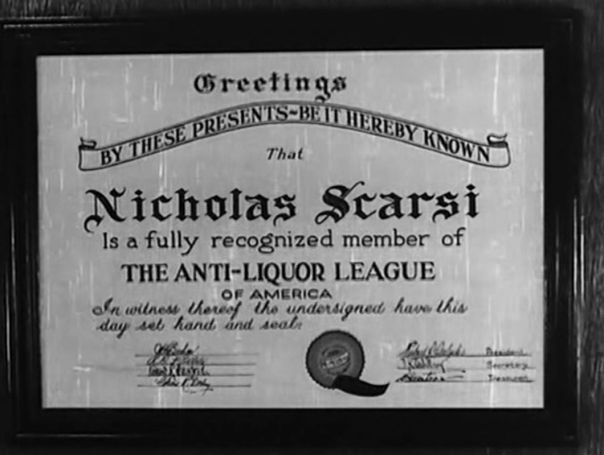 Greetings
BY THESE PRESENTS-BE IT HEREBY KNOWN
That
Nicholas Scarsi
Is a fully recognized member of
THE ANTI-LIQUOR LEAGUE
OF AMERICA
In witness thereof the undersigned have this
day set hand and seal:
President
Secretary
Treasurer